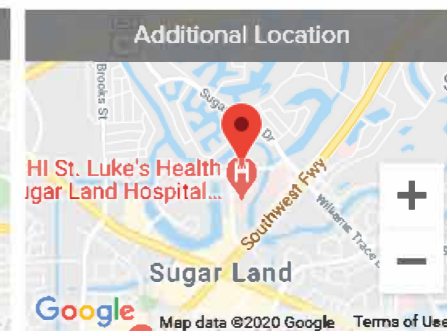 Additional Location
Brooks St
Suga
Dr
HI St. Luke's Health
ugar Land Hospital...
H
Southwest Fwy
Williams Trace
+
−
Sugar Land
Google
Map data ©2020 Google Terms of Use